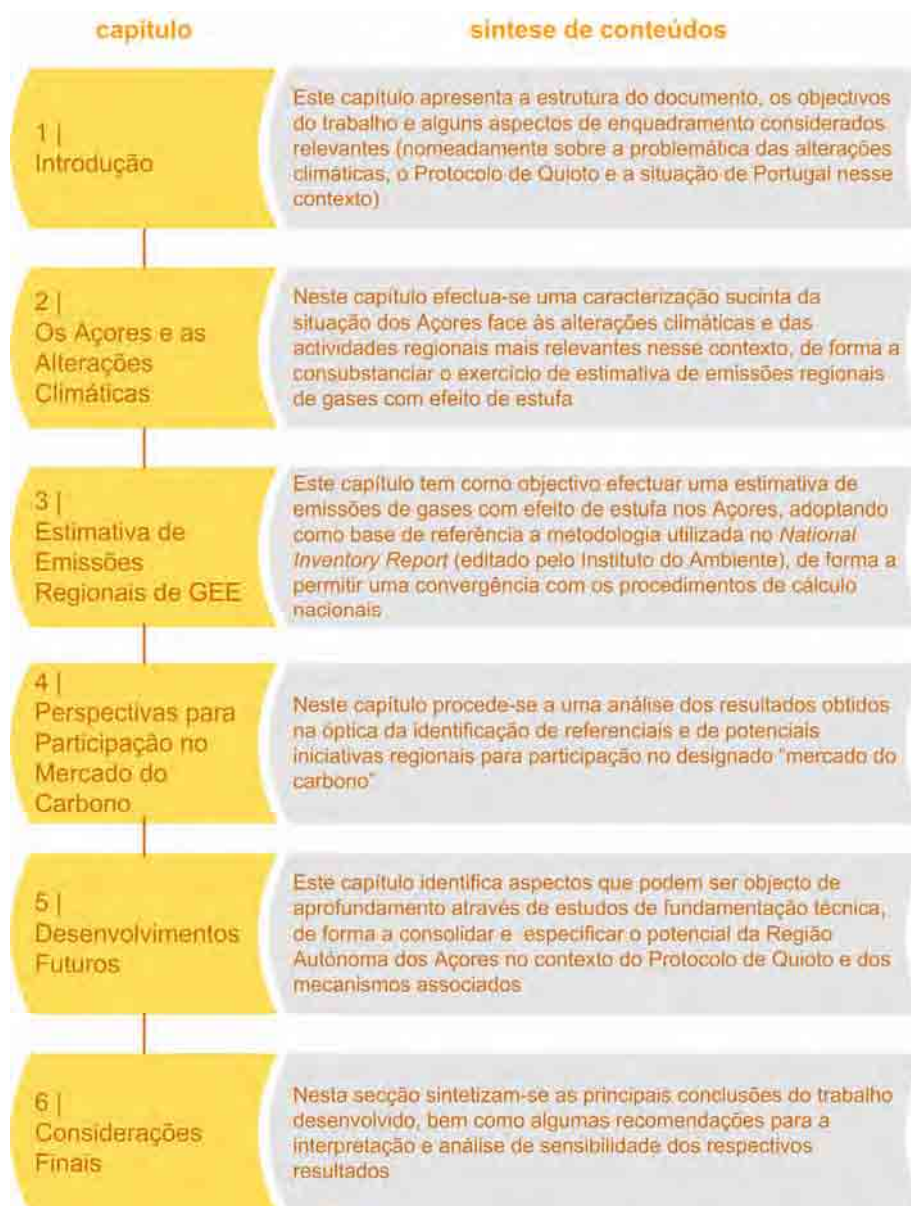 capítulo
síntese de conteúdos
1 |
Introdução
Este capítulo apresenta a estrutura do documento, os objectivos
do trabalho e alguns aspectos de enquadramento considerados
relevantes (nomeadamente sobre a problemática das alterações
climáticas, o Protocolo de Quioto e a situação de Portugal nesse
contexto)
2 |
Os Açores e as
Alterações
Climáticas
Neste capítulo efectua-se uma caracterização sucinta da
situação dos Açores face às alterações climáticas e das
actividades regionais mais relevantes nesse contexto, de forma a
consubstanciar o exercício de estimativa de emissões regionais
de gases com efeito de estufa
3 |
Estimativa de
Emissões
Regionais de GEE
Este capítulo tem como objectivo efectuar uma estimativa de
emissões de gases com efeito de estufa nos Açores, adoptando
como base de referência a metodologia utilizada no National
Inventory Report (editado pelo Instituto do Ambiente), de forma a
permitir uma convergência com os procedimentos de cálculo
nacionais
4 |
Perspectivas para
Participação no
Mercado do
Carbono
Neste capítulo procede-se a uma análise dos resultados obtidos
na óptica da identificação de referenciais e de potenciais
iniciativas regionais para participação no designado "mercado do
carbono"
5 |
Desenvolvimentos
Futuros
Este capítulo identifica aspectos que podem ser objecto de
aprofundamento através de estudos de fundamentação técnica,
de forma a consolidar e especificar o potencial da Região
Autónoma dos Açores no contexto do Protocolo de Quioto e dos
mecanismos associados
6 |
Considerações
Finais
Nesta secção sintetizam-se as principais conclusões do trabalho
desenvolvido, bem como algumas recomendações para a
interpretação e análise de sensibilidade dos respectivos
resultados